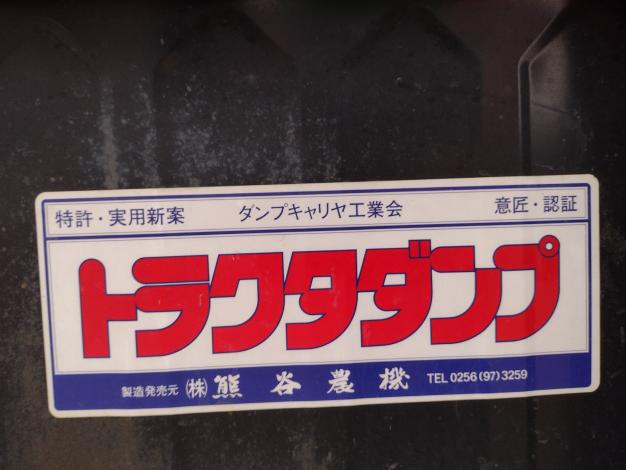 特許・実用新案 ダンプキャリヤ工業会 意匠・認証
トラクタダンプ
製造発売元 ㈱熊谷農機 TEL 0256(97)3259